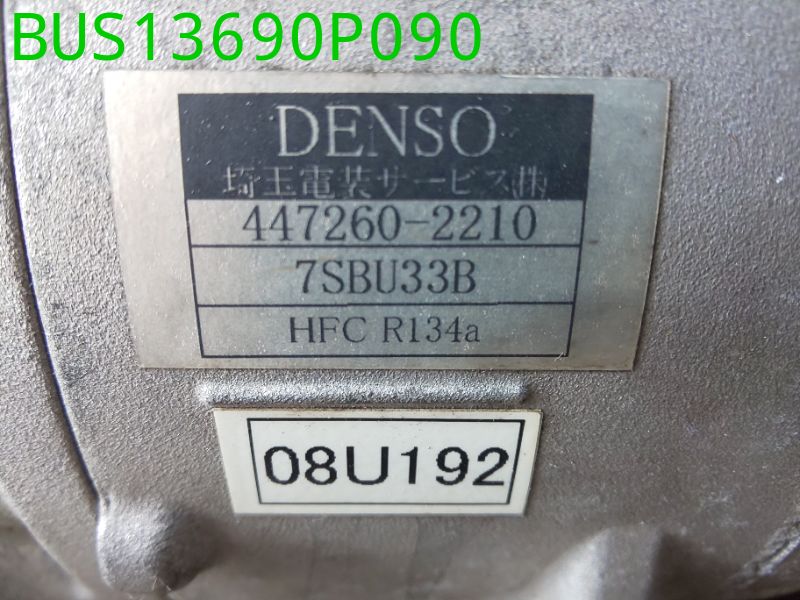 BUS13690P090
DENSO
埼玉電装サービス㈱
447260-2210
7SBU33B
HFC R134a
08U192